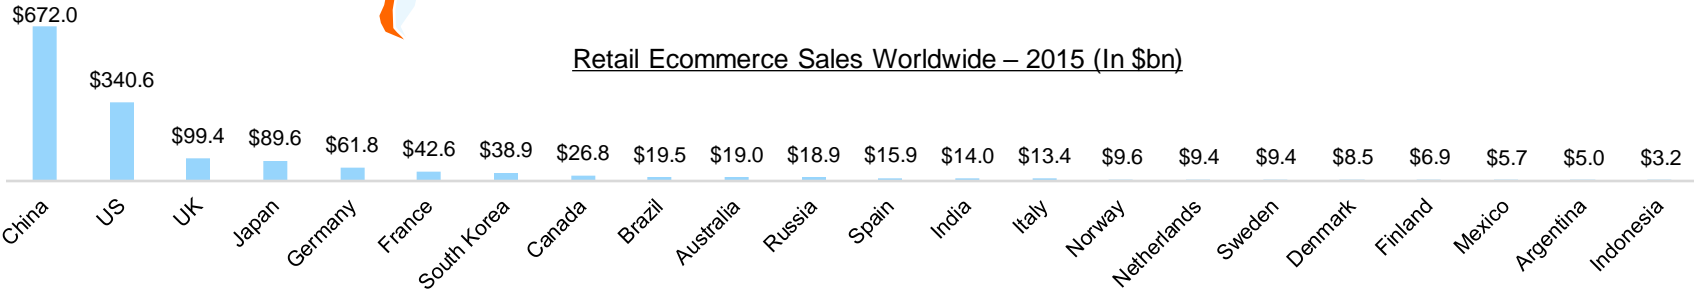 Retail Ecommerce Sales Worldwide – 2015 (In $bn)
$672.0
$340.6
$99.4
$89.6
$61.8
$42.6
$38.9
$26.8
$19.5
$19.0
$18.9
$15.9
$14.0
$13.4
$9.6
$9.4
$9.4
$8.5
$6.9
$5.7
$5.0
$3.2
China
US
UK
Japan
Germany
France
South Korea
Canada
Brazil
Australia
Russia
Spain
India
Italy
Norway
Netherlands
Sweden
Denmark
Finland
Mexico
Argentina
Indonesia